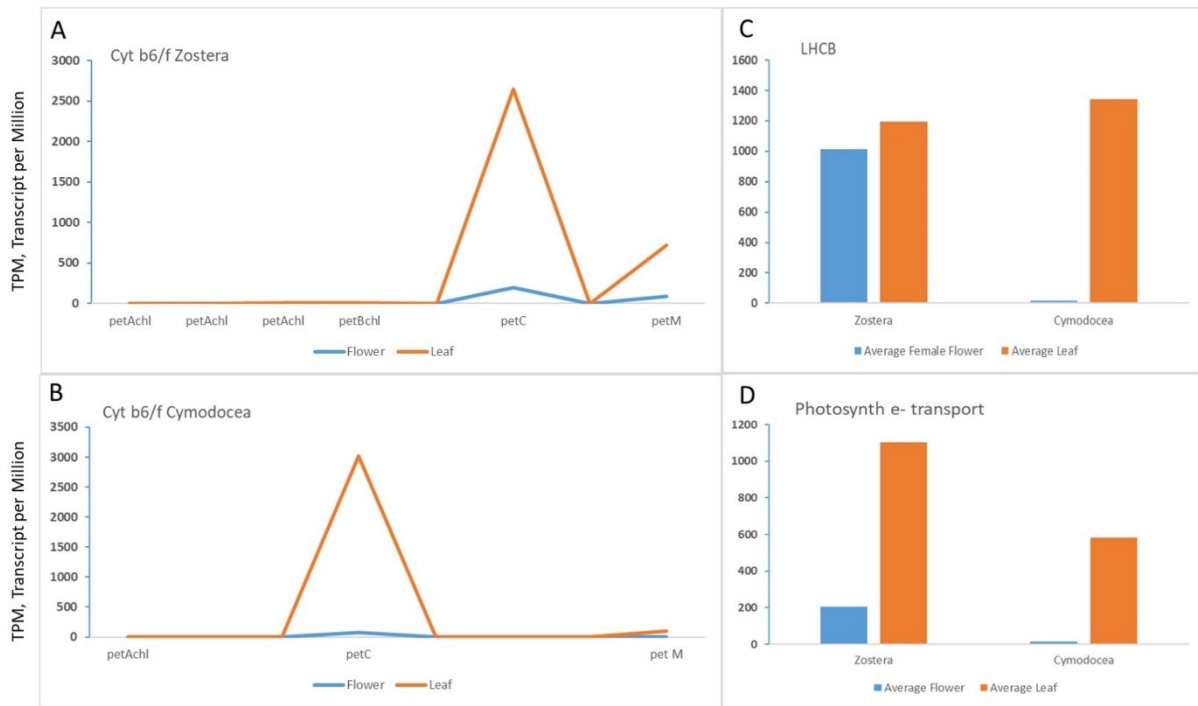 A
Cyt b6/f Zostera
TPM, Transcript per Million
3000
2500
2000
1500
1000
500
0
petAchl petAchl petAchl petBchl petC petM
Flower Leaf
B
Cyt b6/f Cymodocea
TPM, Transcript per Million
3500
3000
2500
2000
1500
1000
500
0
petAchl petC pet M
Flower Leaf
C
LHCB
1600
1400
1200
1000
800
600
400
200
0
Zostera Cymodocea
Average Female Flower Average Leaf
D
Photosynth e- transport
1200
1000
800
600
400
200
0
Zostera Cymodocea
Average Flower Average Leaf